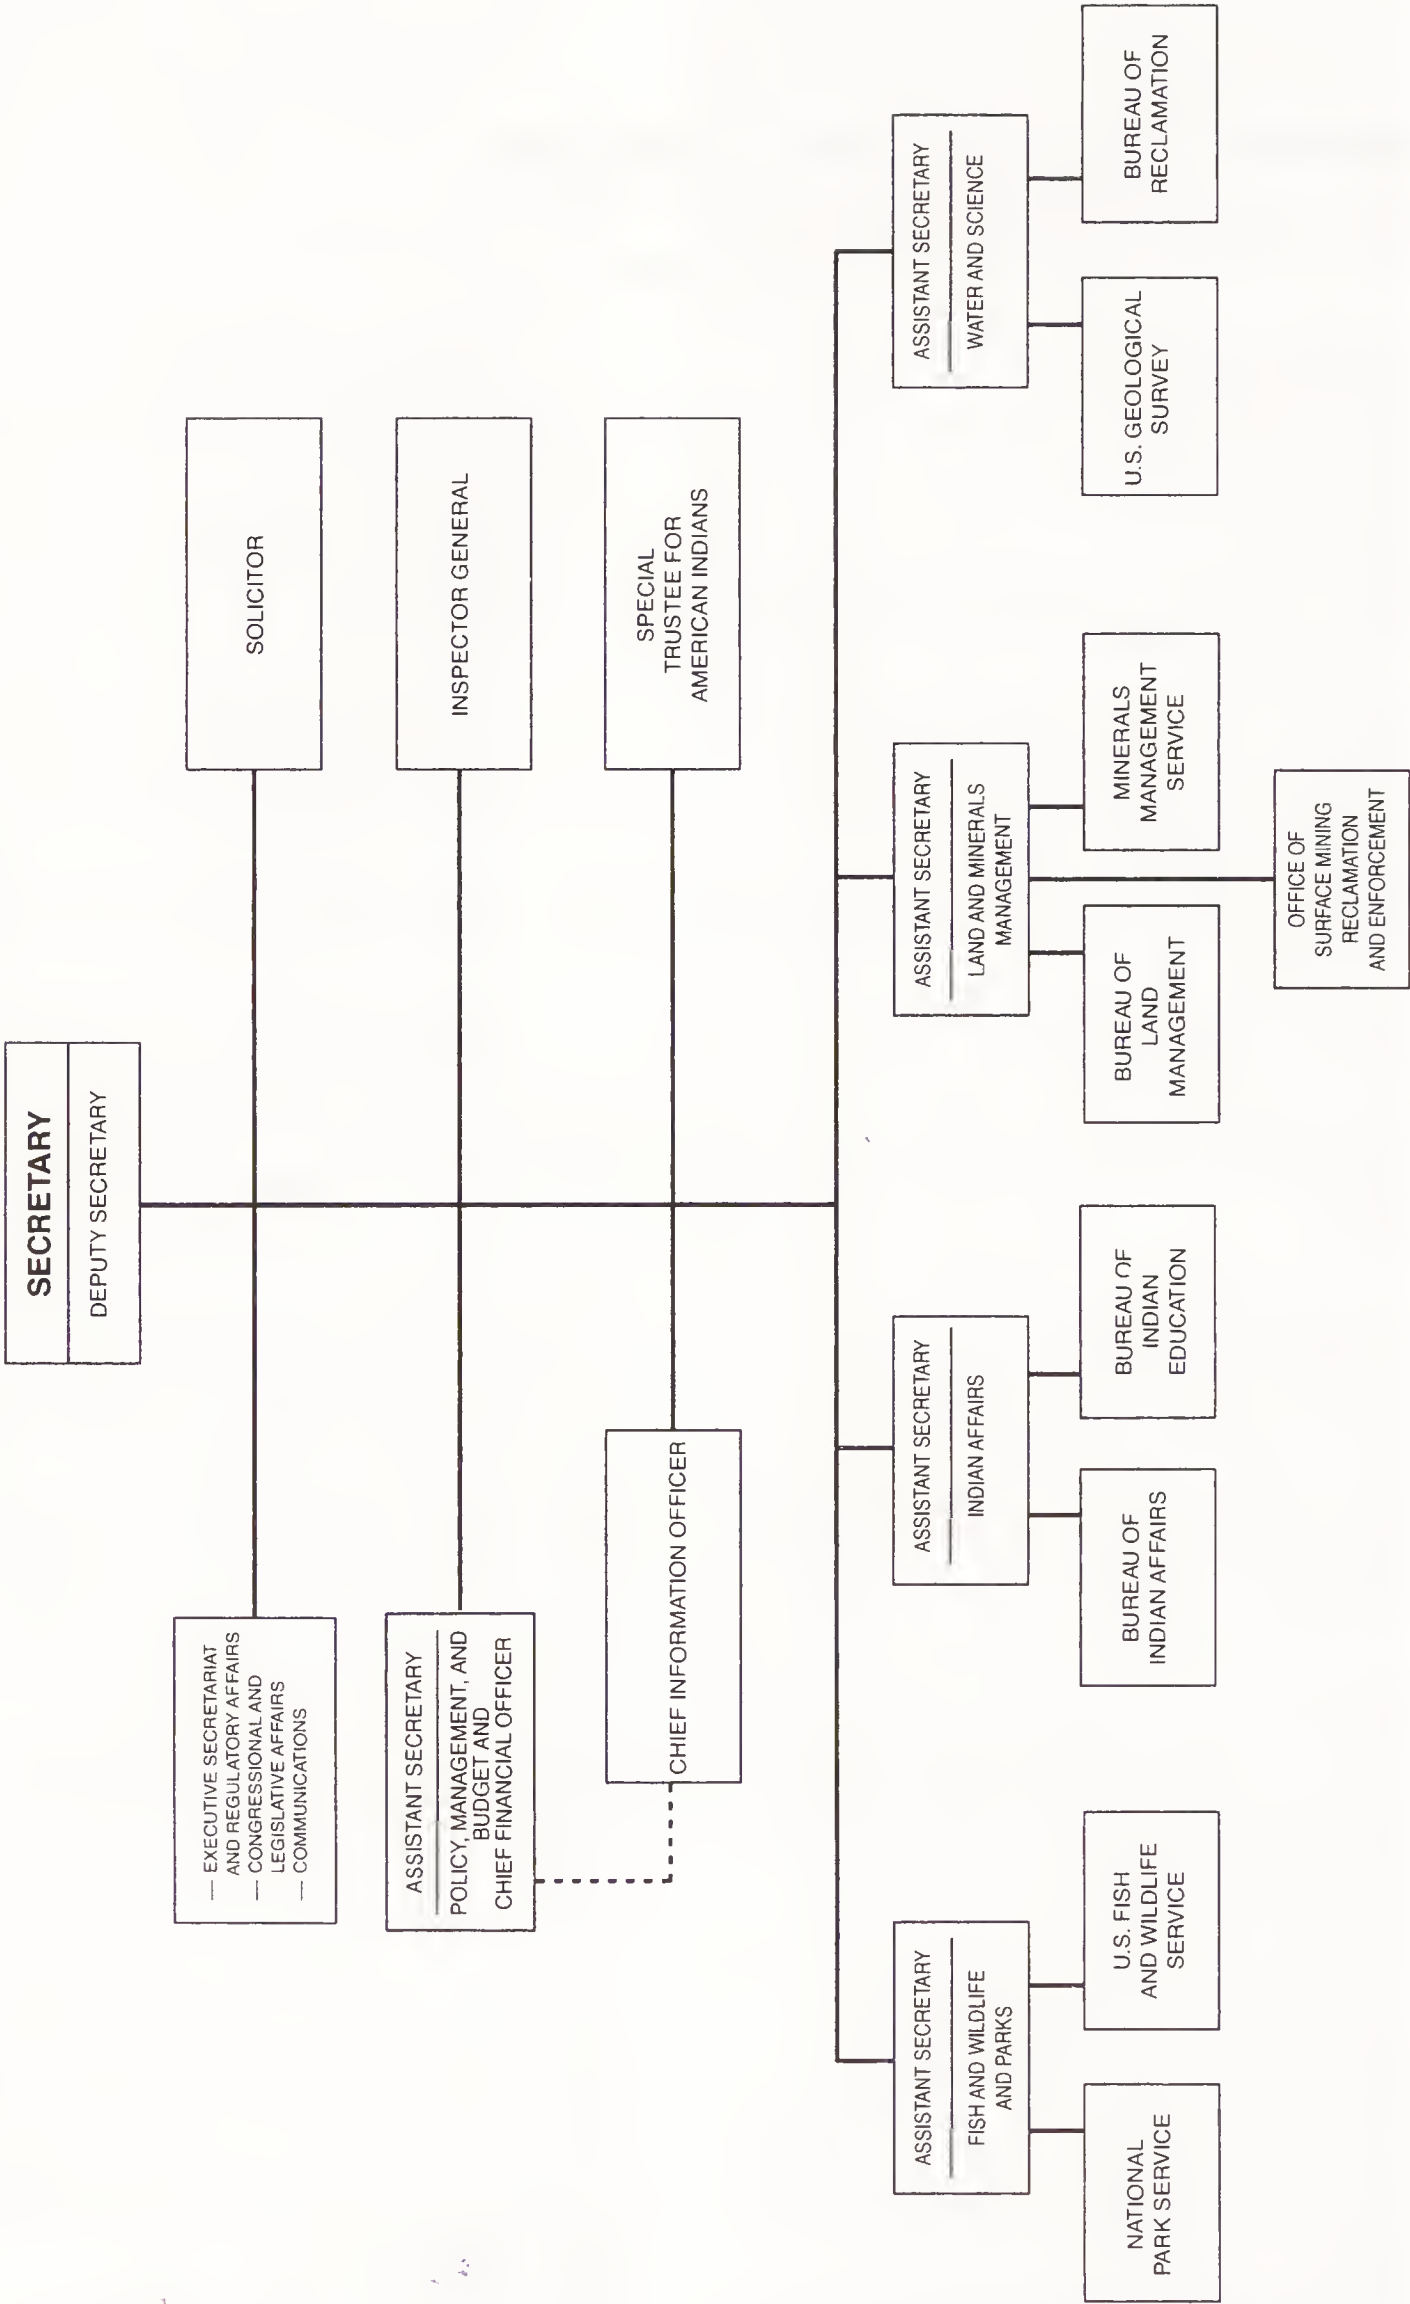 SECRETARY
DEPUTY SECRETARY
— EXECUTIVE SECRETARIAT
AND REGULATORY AFFAIRS
— CONGRESSIONAL AND
LEGISLATIVE AFFAIRS
— COMMUNICATIONS
SOLICITOR
ASSISTANT SECRETARY
POLICY, MANAGEMENT, AND
BUDGET AND
CHIEF FINANCIAL OFFICER
INSPECTOR GENERAL
CHIEF INFORMATION OFFICER
SPECIAL
TRUSTEE FOR
AMERICAN INDIANS
ASSISTANT SECRETARY
FISH AND WILDLIFE
AND PARKS
ASSISTANT SECRETARY
INDIAN AFFAIRS
ASSISTANT SECRETARY
LAND AND MINERALS
MANAGEMENT
ASSISTANT SECRETARY
WATER AND SCIENCE
NATIONAL
PARK SERVICE
U.S. FISH
AND WILDLIFE
SERVICE
BUREAU OF
INDIAN AFFAIRS
BUREAU OF
INDIAN
EDUCATION
BUREAU OF
LAND
MANAGEMENT
MINERALS
MANAGEMENT
SERVICE
U.S. GEOLOGICAL
SURVEY
BUREAU OF
RECLAMATION
OFFICE OF
SURFACE MINING
RECLAMATION
AND ENFORCEMENT